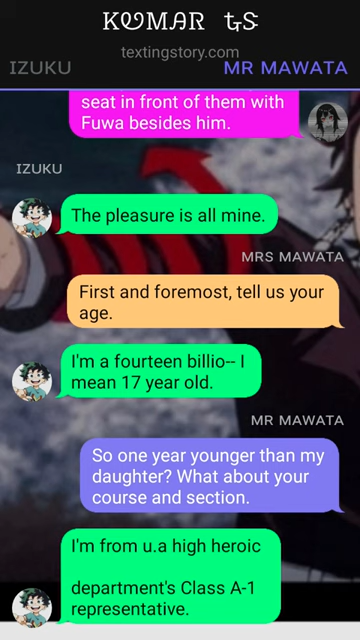 KꪮꪑAR ꪻS
textingstory.com
IZUKU MR MAWATA
seat in front of them with
Fuwa besides him.
IZUKU
The pleasure is all mine.
MRS MAWATA
First and foremost, tell us your
age.
I'm a fourteen billio-- I
mean 17 year old.
MR MAWATA
So one year younger than my
daughter? What about your
course and section.
I'm from u.a high heroic
department's Class A-1
representative.